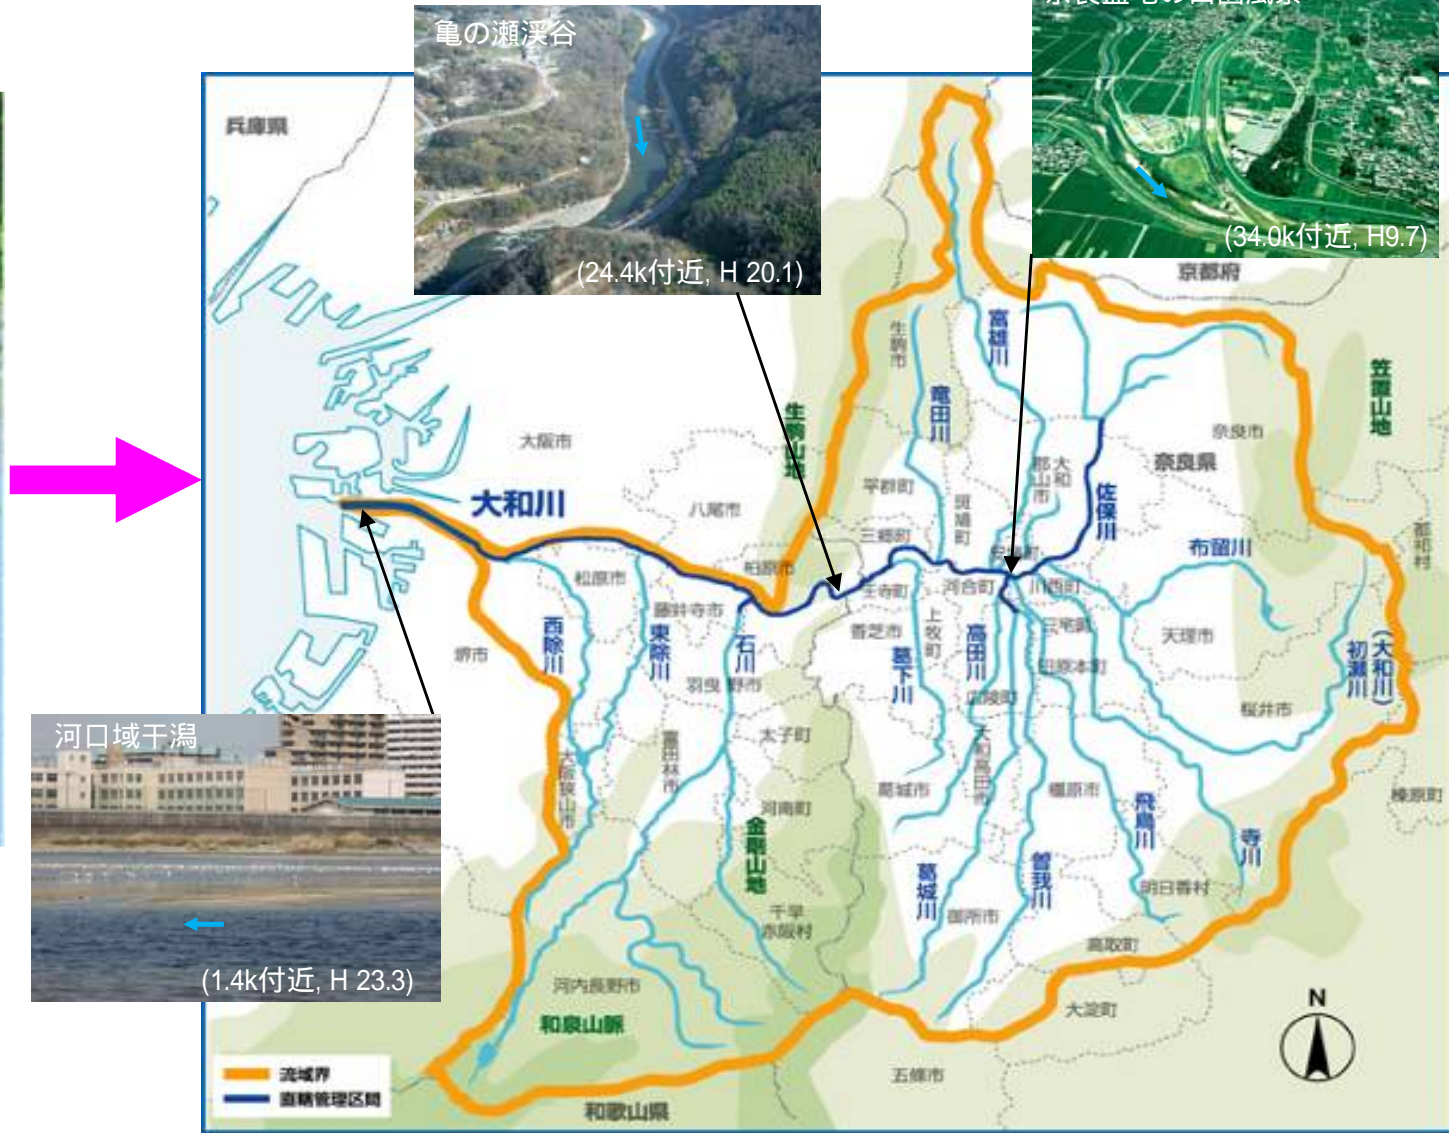 亀の瀬渓谷
(24.4k付近, H 20.1)
(34.0k付近, H9.7)
兵庫県
京都府
生駒市
高雄川
竜田川
笠置山地
生駒山地
大阪市
大和川
八尾市
平群町
斑鳩町
大和
郡山市
奈良市
奈良県
佐保川
都祁村
三郷町
安堵町
布留川
柏原市
王寺町
河合町
川西町
松原市
藤井寺市
香芝市
上牧町
三宅町
天理市
西除川
東除川
石川
堺市
羽曳野市
葛下川
高田川
田原本町
広陵町
(大和川)
初瀬川
桜井市
太子町
富田林市
大阪狭山市
大和高田市
葛城市
橿原市
河南町
飛鳥川
寺川
榛原町
金剛山地
葛城川
曽我川
明日香村
御所市
千早
赤阪村
高取町
河内長野市
和泉山脈
大淀町
五條市
和歌山県
N
河口域干潟
(1.4k付近, H 23.3)
流域界
直轄管理区間